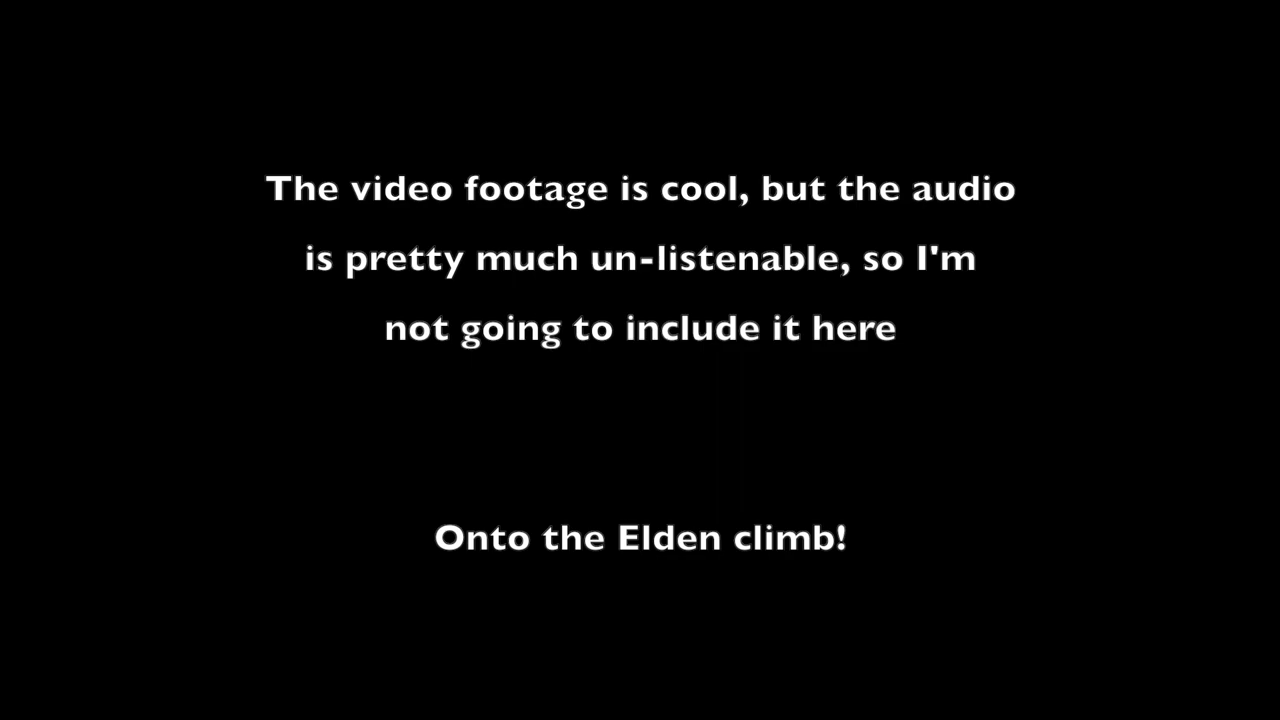 The video footage is cool, but the audio
is pretty much un-listenable, so I'm
not going to include it here
Onto the Elden climb!